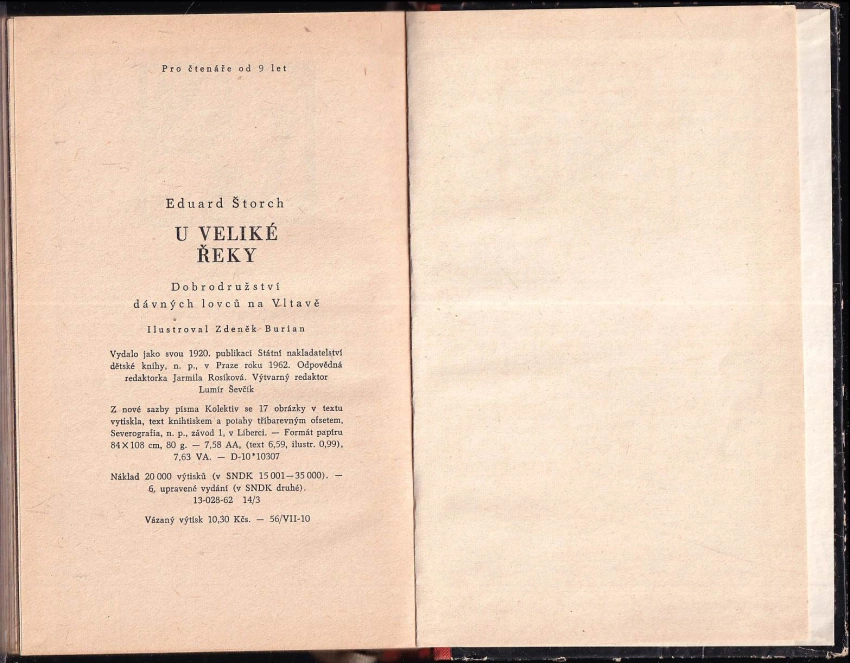 Pro čtenáře od 9 let
Eduard Štorch
U VELIKÉ
ŘEKY
Dobrodružství
dávných lovců na Vltavě
Ilustroval Zdeněk Burian
Vydalo jako svou 1920. publikaci Státní nakladatelství
dětské knihy, n. p., v Praze roku 1962. Odpovědná
redaktorka Jarmila Rosíková. Výtvarný redaktor
Lumír Ševčík
Z nové sazby písma Kolektiv se 17 obrázky v textu
vytiskla, text knihtiskem a potahy tříbarevným ofsetem,
Severografia, n. p., závod 1, v Liberci. — Formát papíru
84×108 cm, 80 g. — 7,58 AA, (text 6,59, ilustr. 0,99),
7,63 VA. — D-10*10307
Náklad 20 000 výtisků (v SNDK 15 001—35 000). —
6, upravené vydání (v SNDK druhé).
13-028-62 14/3
Vázaný výtisk 10,30 Kčs. — 56/VII-10